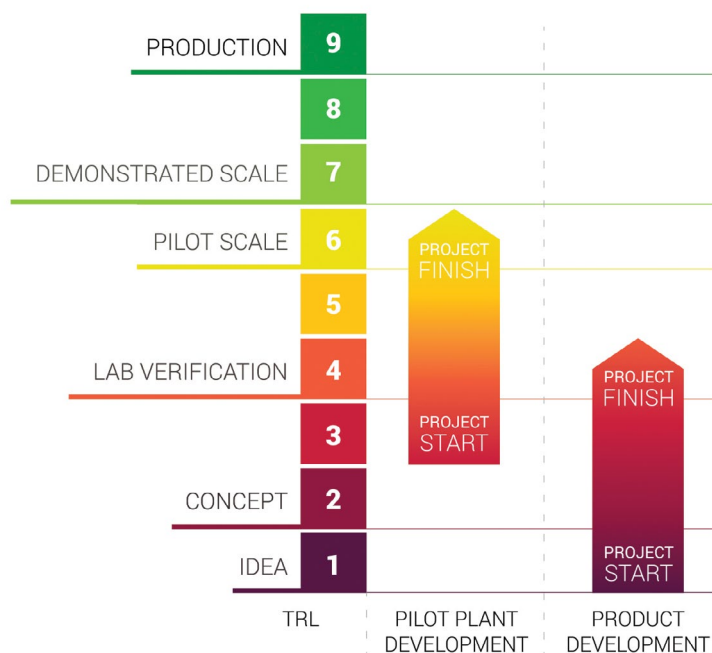 PRODUCTION
9
8
DEMONSTRATED SCALE
7
PILOT SCALE
6
PROJECT
FINISH
5
LAB VERIFICATION
4
PROJECT
FINISH
3
PROJECT
START
CONCEPT
2
IDEA
1
PROJECT
START
TRL
PILOT PLANT
DEVELOPMENT
PRODUCT
DEVELOPMENT